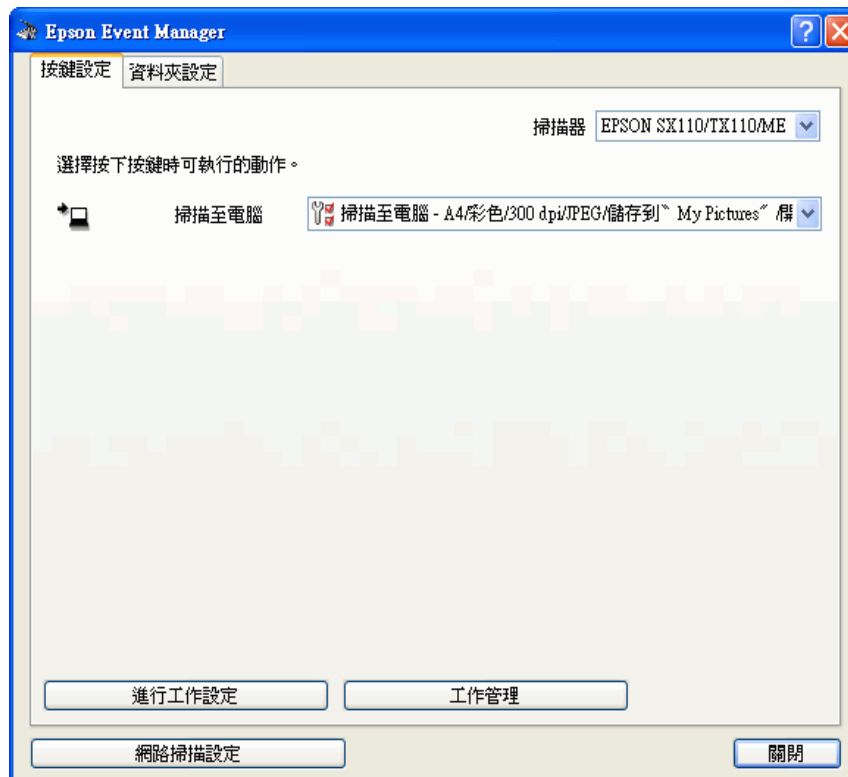 Epson Event Manager
按鍵設定 資料夾設定
掃描器 EPSON SX110/TX110/ME
選擇按下按鍵時可執行的動作。
掃描至電腦 掃描至電腦 - A4/彩色/300 dpi/JPEG/儲存到〝My Pictures〞/
進行工作設定 工作管理
網路掃描設定 關閉